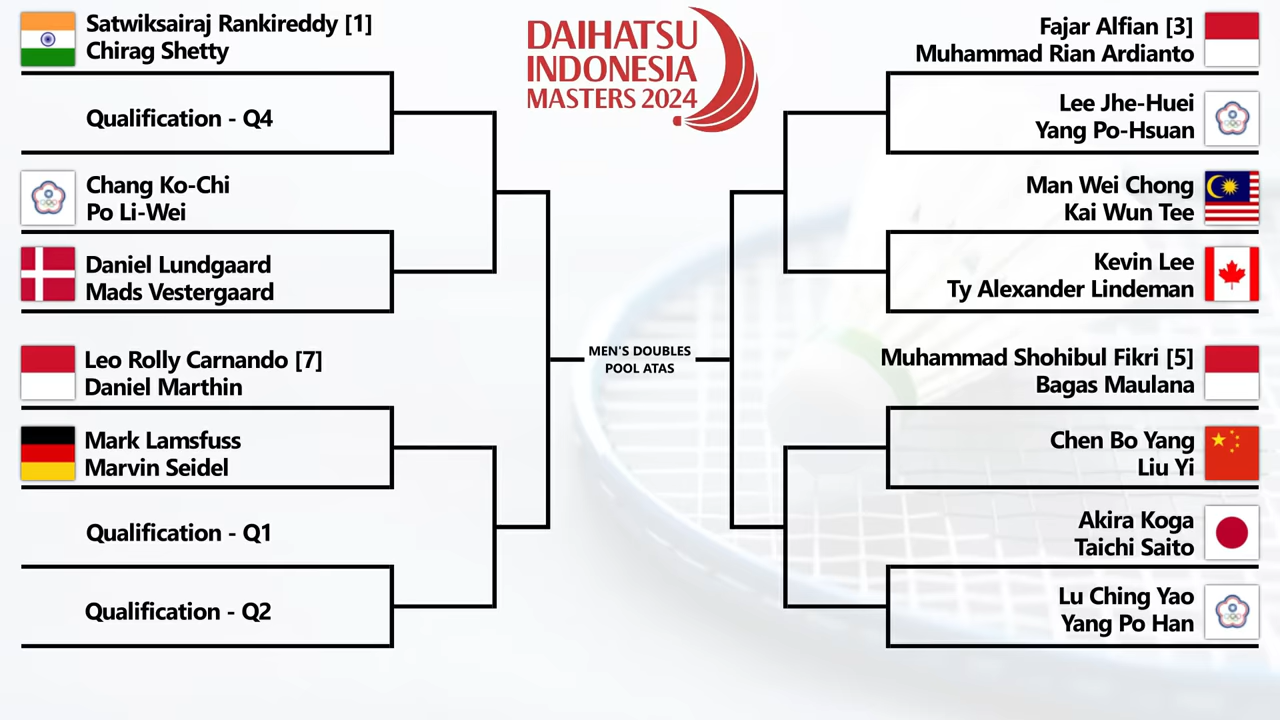 Satwiksairaj Rankireddy [1]
Chirag Shetty
Qualification - Q4
Chang Ko-Chi
Po Li-Wei
Daniel Lundgaard
Mads Vestergaard
Leo Rolly Carnando [7]
Daniel Marthin
Mark Lamsfuss
Marvin Seidel
Qualification - Q1
Qualification - Q2
DAIHATSU
INDONESIA
MASTERS 2024
MEN'S DOUBLES
POOL ATAS
Fajar Alfian [3]
Muhammad Rian Ardianto
Lee Jhe-Huei
Yang Po-Hsuan
Man Wei Chong
Kai Wun Tee
Kevin Lee
Ty Alexander Lindeman
Muhammad Shohibul Fikri [5]
Bagas Maulana
Chen Bo Yang
Liu Yi
Akira Koga
Taichi Saito
Lu Ching Yao
Yang Po Han